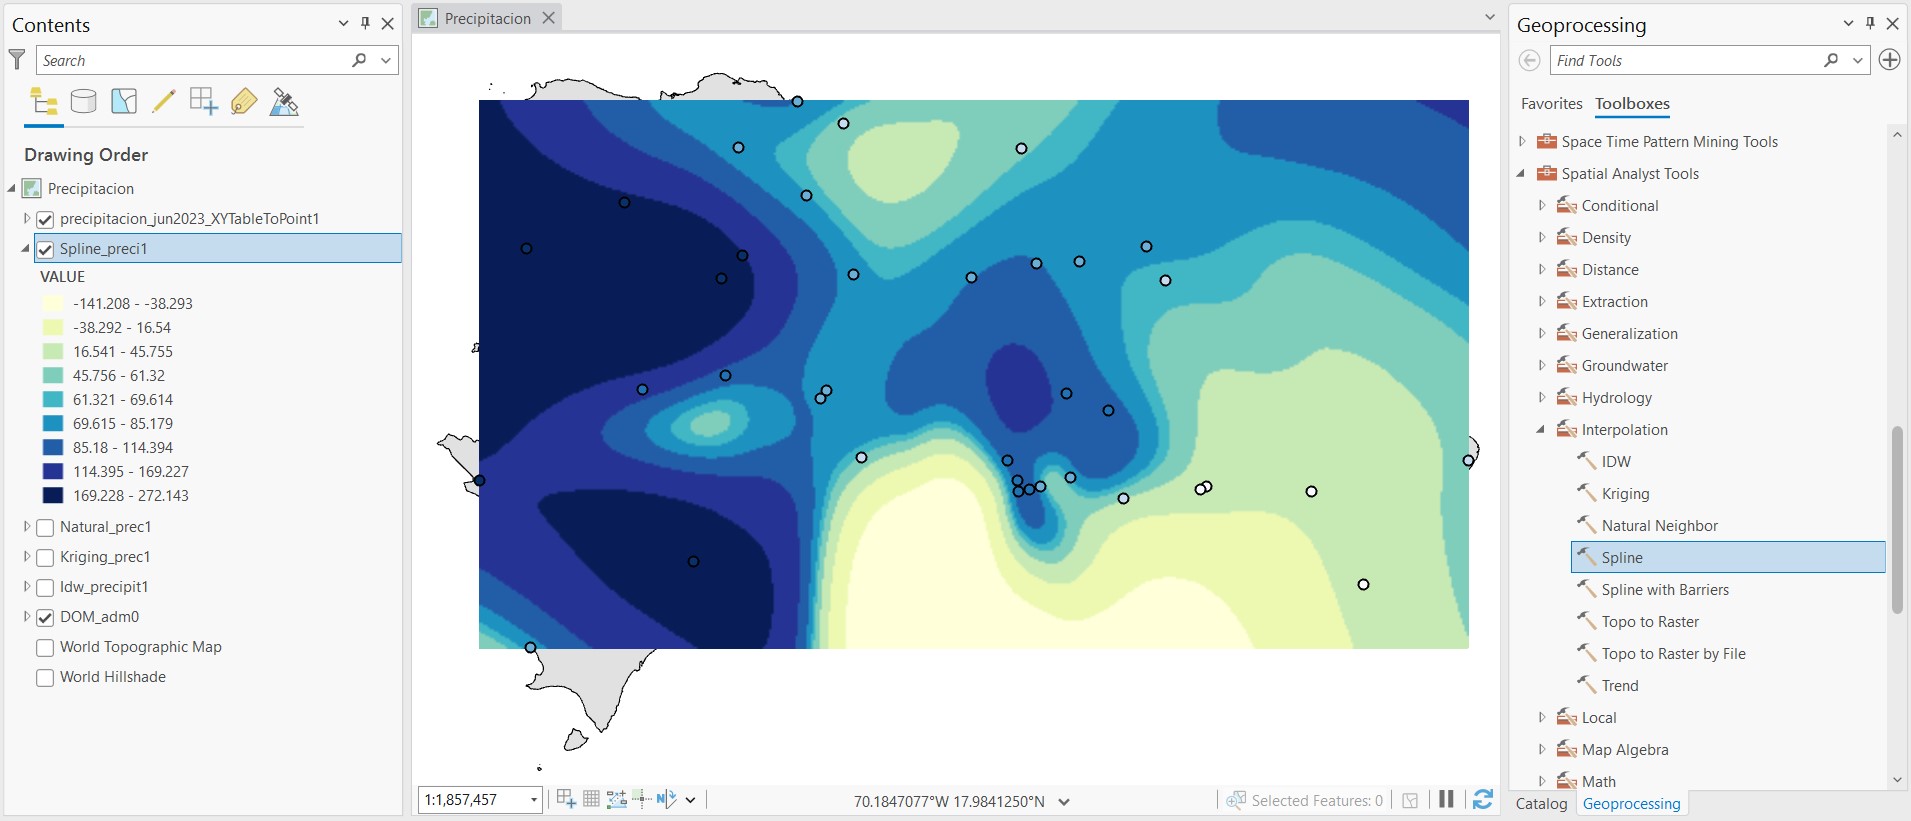 Contents
Search
Drawing Order
Precipitacion
precipitacion_jun2023_XYTableToPoint1
Spline_preci1
VALUE
-141.208 - -38.293
-38.292 - 16.54
16.541 - 45.755
45.756 - 61.32
61.321 - 69.614
69.615 - 85.179
85.18 - 114.394
114.395 - 169.227
169.228 - 272.143
Natural_prec1
Kriging_prec1
Idw_precipit1
DOM_adm0
World Topographic Map
World Hillshade
Precipitacion
1:1,857,457
70.1847077°W 17.9841250°N
Selected Features: 0
Geoprocessing
Find Tools
Favorites Toolboxes
Space Time Pattern Mining Tools
Spatial Analyst Tools
Conditional
Density
Distance
Extraction
Generalization
Groundwater
Hydrology
Interpolation
IDW
Kriging
Natural Neighbor
Spline
Spline with Barriers
Topo to Raster
Topo to Raster by File
Trend
Local
Map Algebra
Math
Catalog Geoprocessing